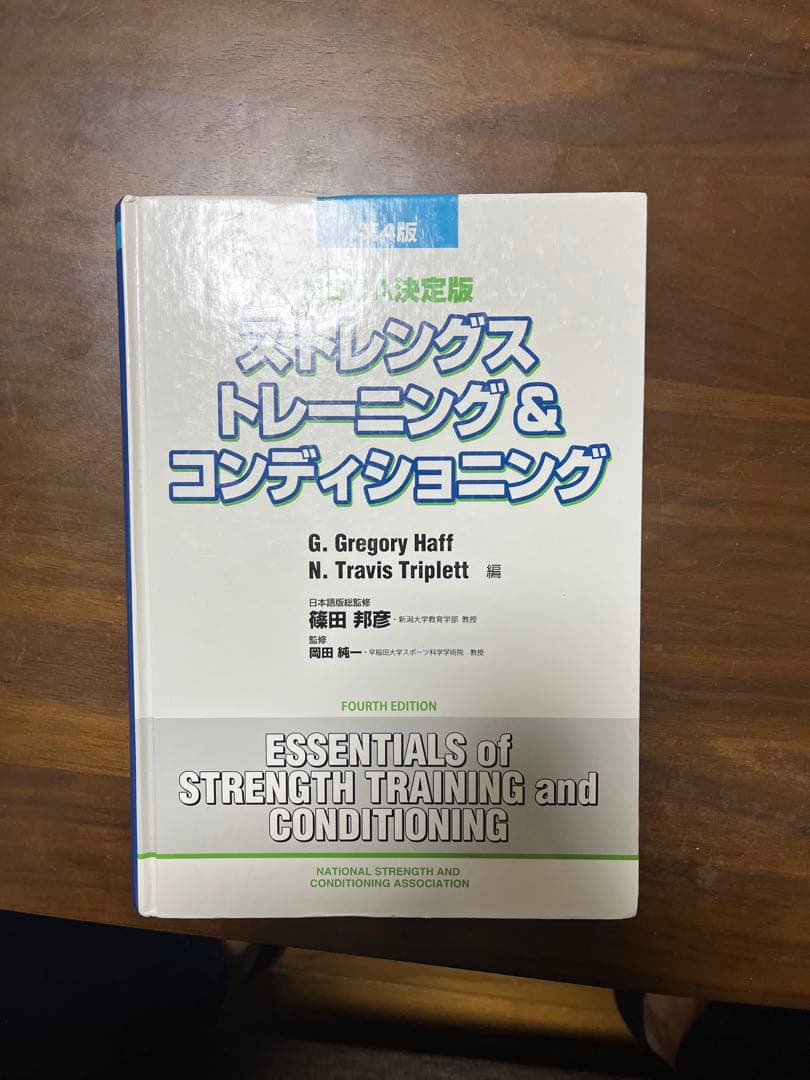 第4版
NSCA決定版
ストレングス
トレーニング&
コンディショニング
G. Gregory Haff
N. Travis Triplett 編
日本語版総監修
篠田 邦彦・新潟大学教育学部 教授
監修
岡田 純一・早稲田大学スポーツ科学学術院 教授
FOURTH EDITION
ESSENTIALS of
STRENGTH TRAINING and
CONDITIONING
NATIONAL STRENGTH AND
CONDITIONING ASSOCIATION